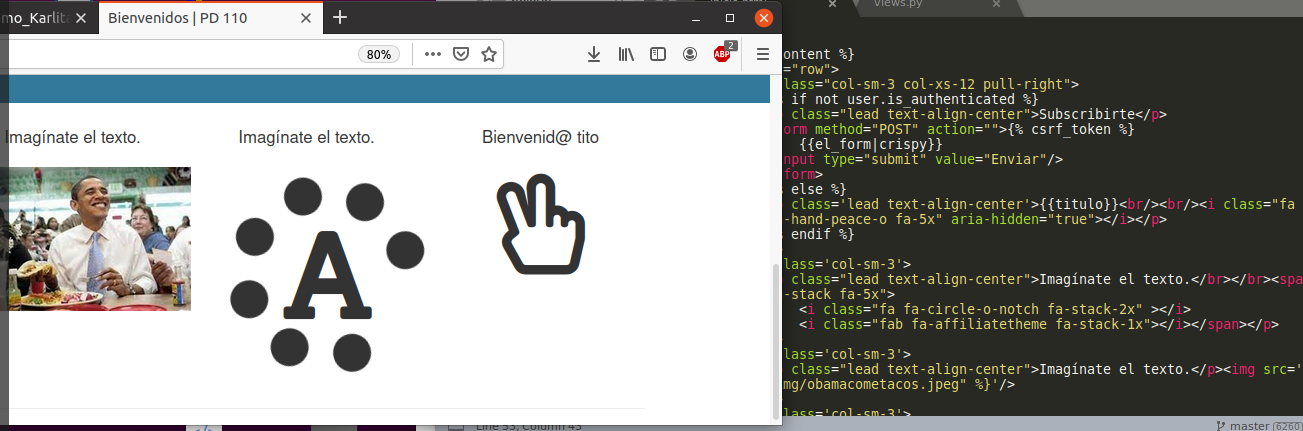 mo_Karlita
Bienvenidos | PD 110
80%
ABP
2
Imagínate el texto.
Imagínate el texto.
Bienvenid@ tito
A
views.py
ontent %}
="row">
lass="col-sm-3 col-xs-12 pull-right">
if not user.is_authenticated %}
class="lead text-align-center">Subscribirte</p>
orm method="POST" action="">{% csrf_token %}
{{el_form|crispy}}
nput type="submit" value="Enviar"/>
form>
else %}
class='lead text-align-center'>{{titulo}}<br/><br/><i class="fa
-hand-peace-o fa-5x" aria-hidden="true"></i></p>
endif %}
lass='col-sm-3'>
class="lead text-align-center">Imagínate el texto.</br></br><spa
-stack fa-5x">
<i class="fa fa-circle-o-notch fa-stack-2x" ></i>
<i class="fab fa-affiliatetheme fa-stack-1x"></i></span></p>
lass='col-sm-3'>
class="lead text-align-center">Imagínate el texto.</p><img src='
mg/obamacometacos.jpeg" %}'/>
lass='col-sm-3'>
Line 53, Column 43
master 6260